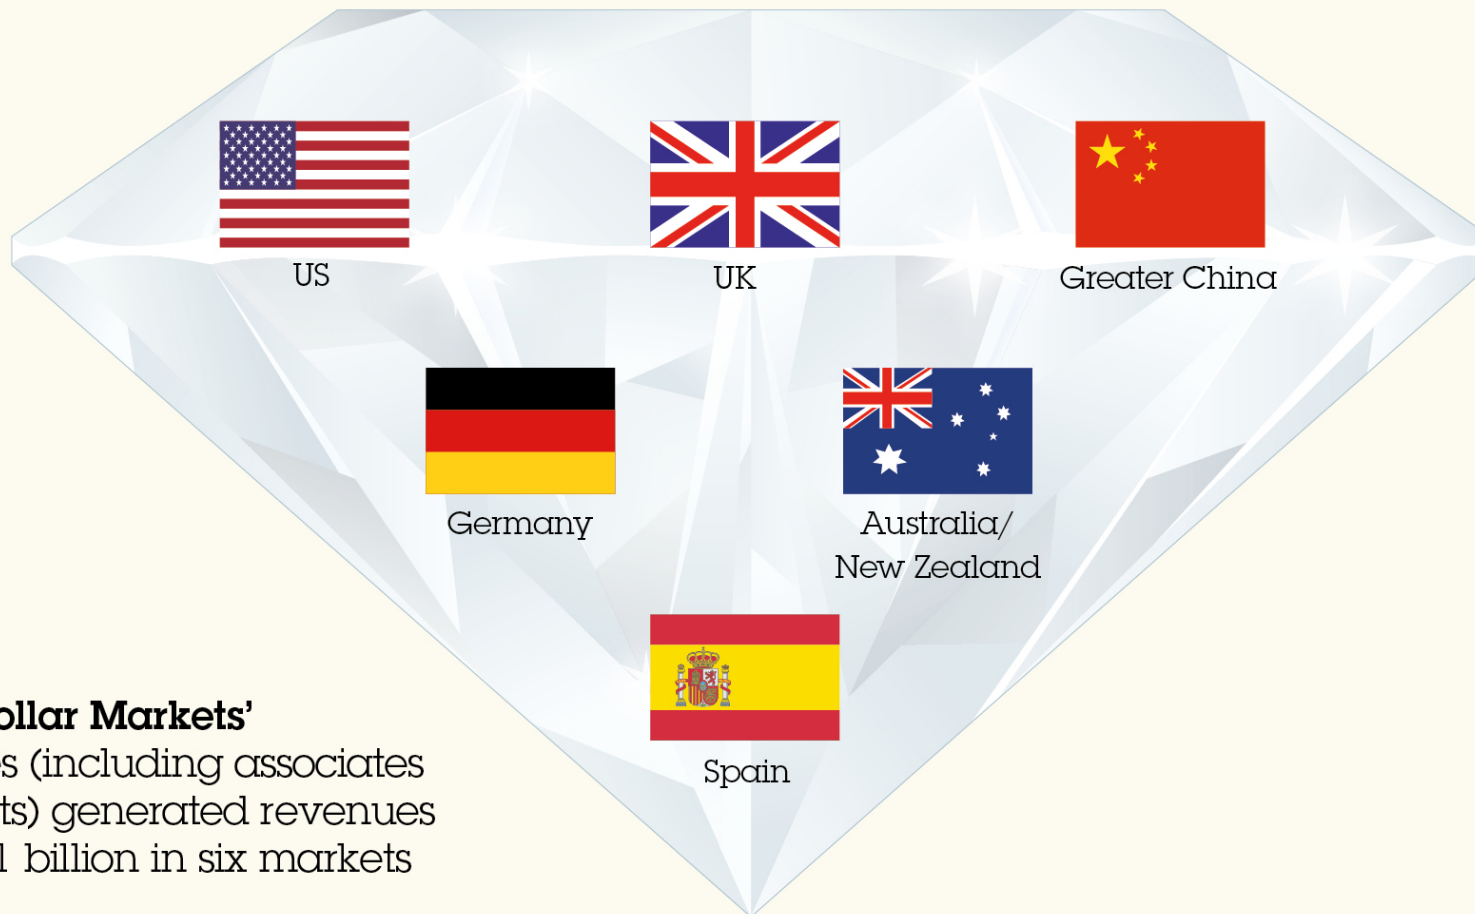 US
UK
Greater China
Germany
Australia/
New Zealand
Spain
ollar Markets’
s (including associates
ts) generated revenues
1 billion in six markets